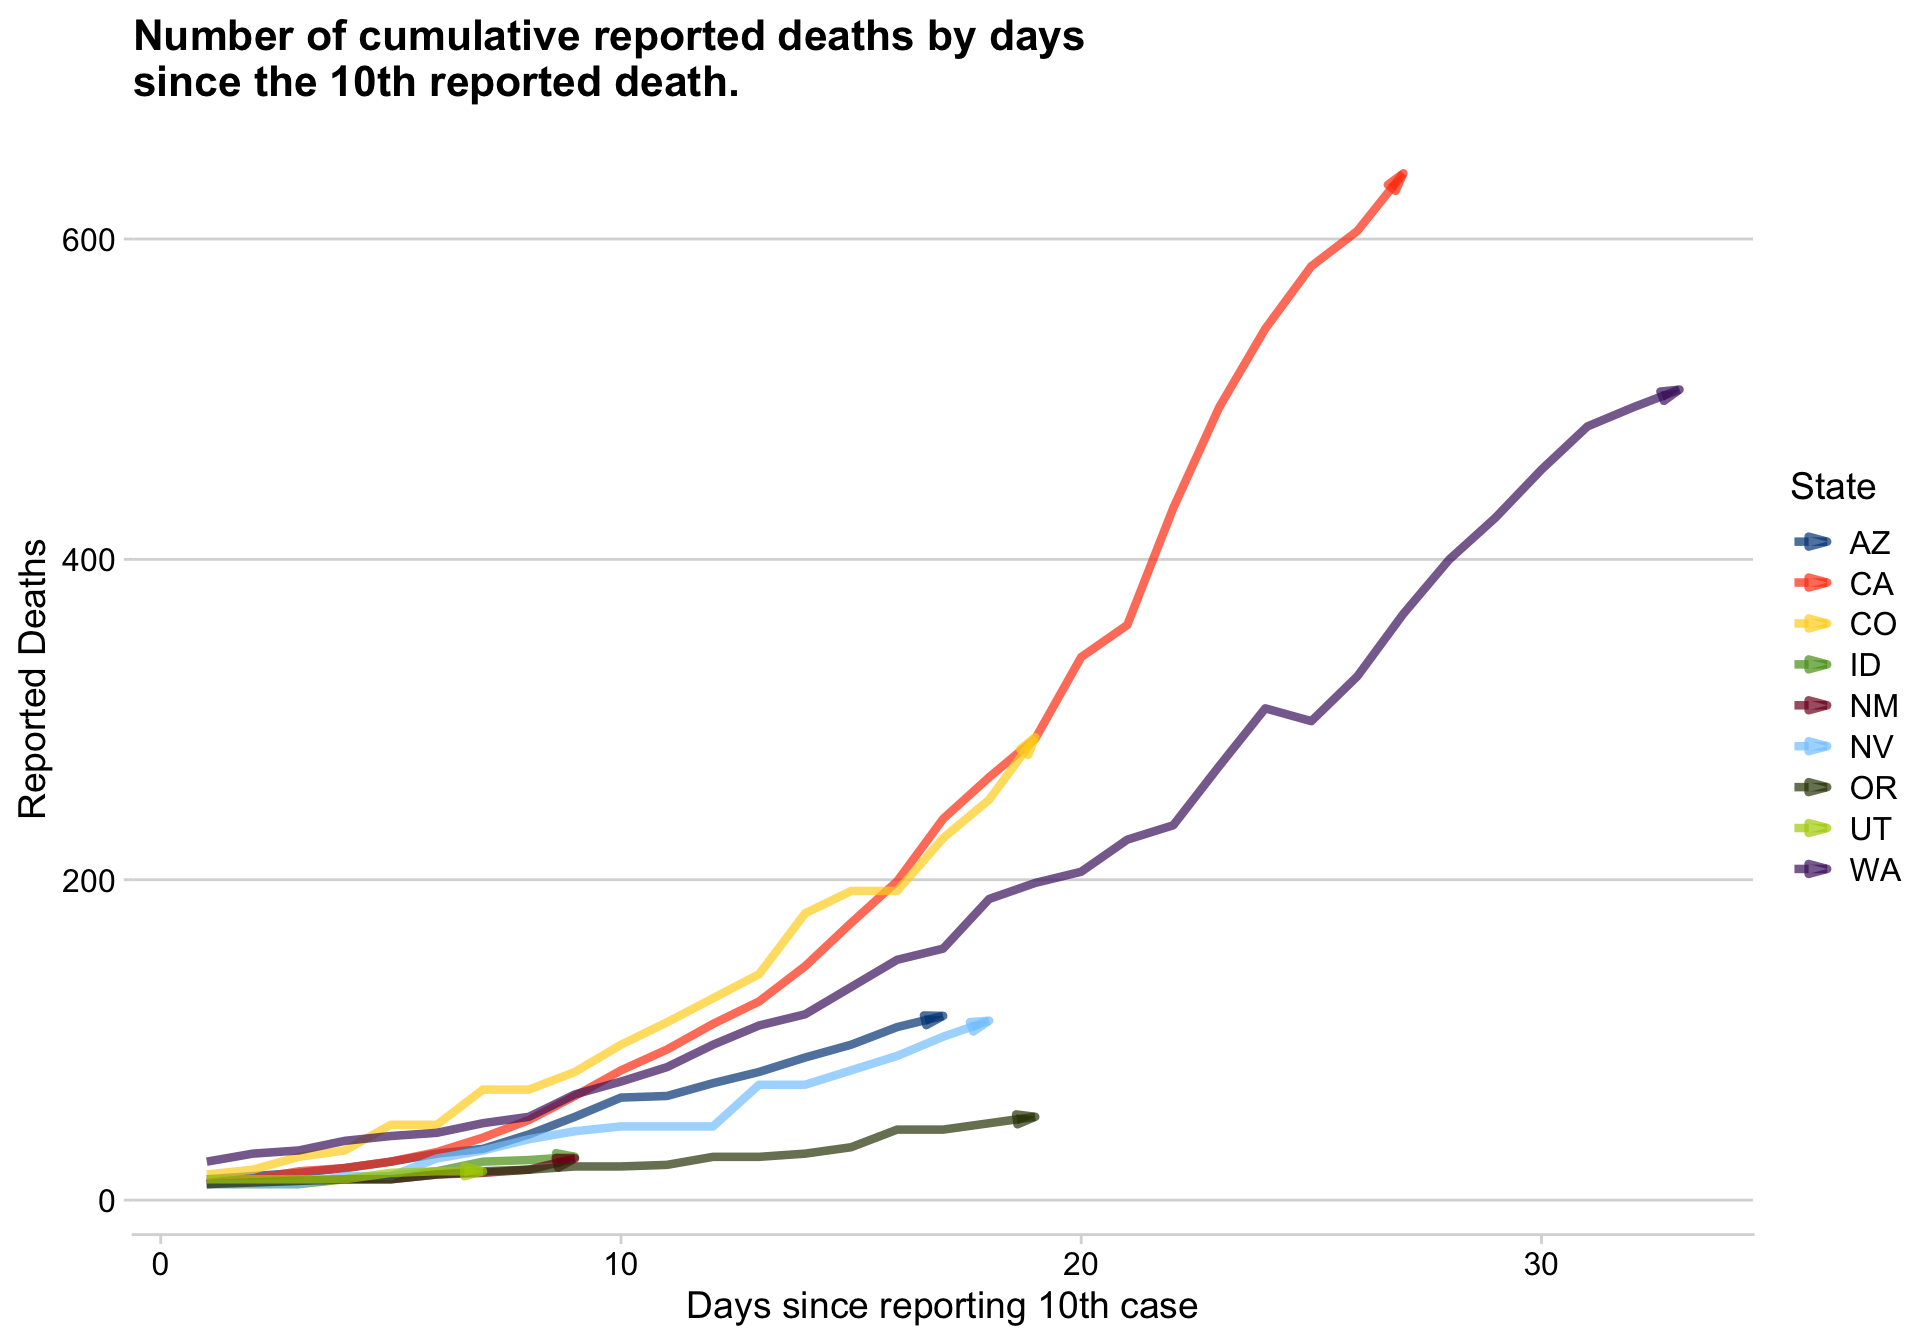 Number of cumulative reported deaths by days
since the 10th reported death.
600
400
200
0
Reported Deaths
0 10 20 30
Days since reporting 10th case
State
AZ
CA
CO
ID
NM
NV
OR
UT
WA